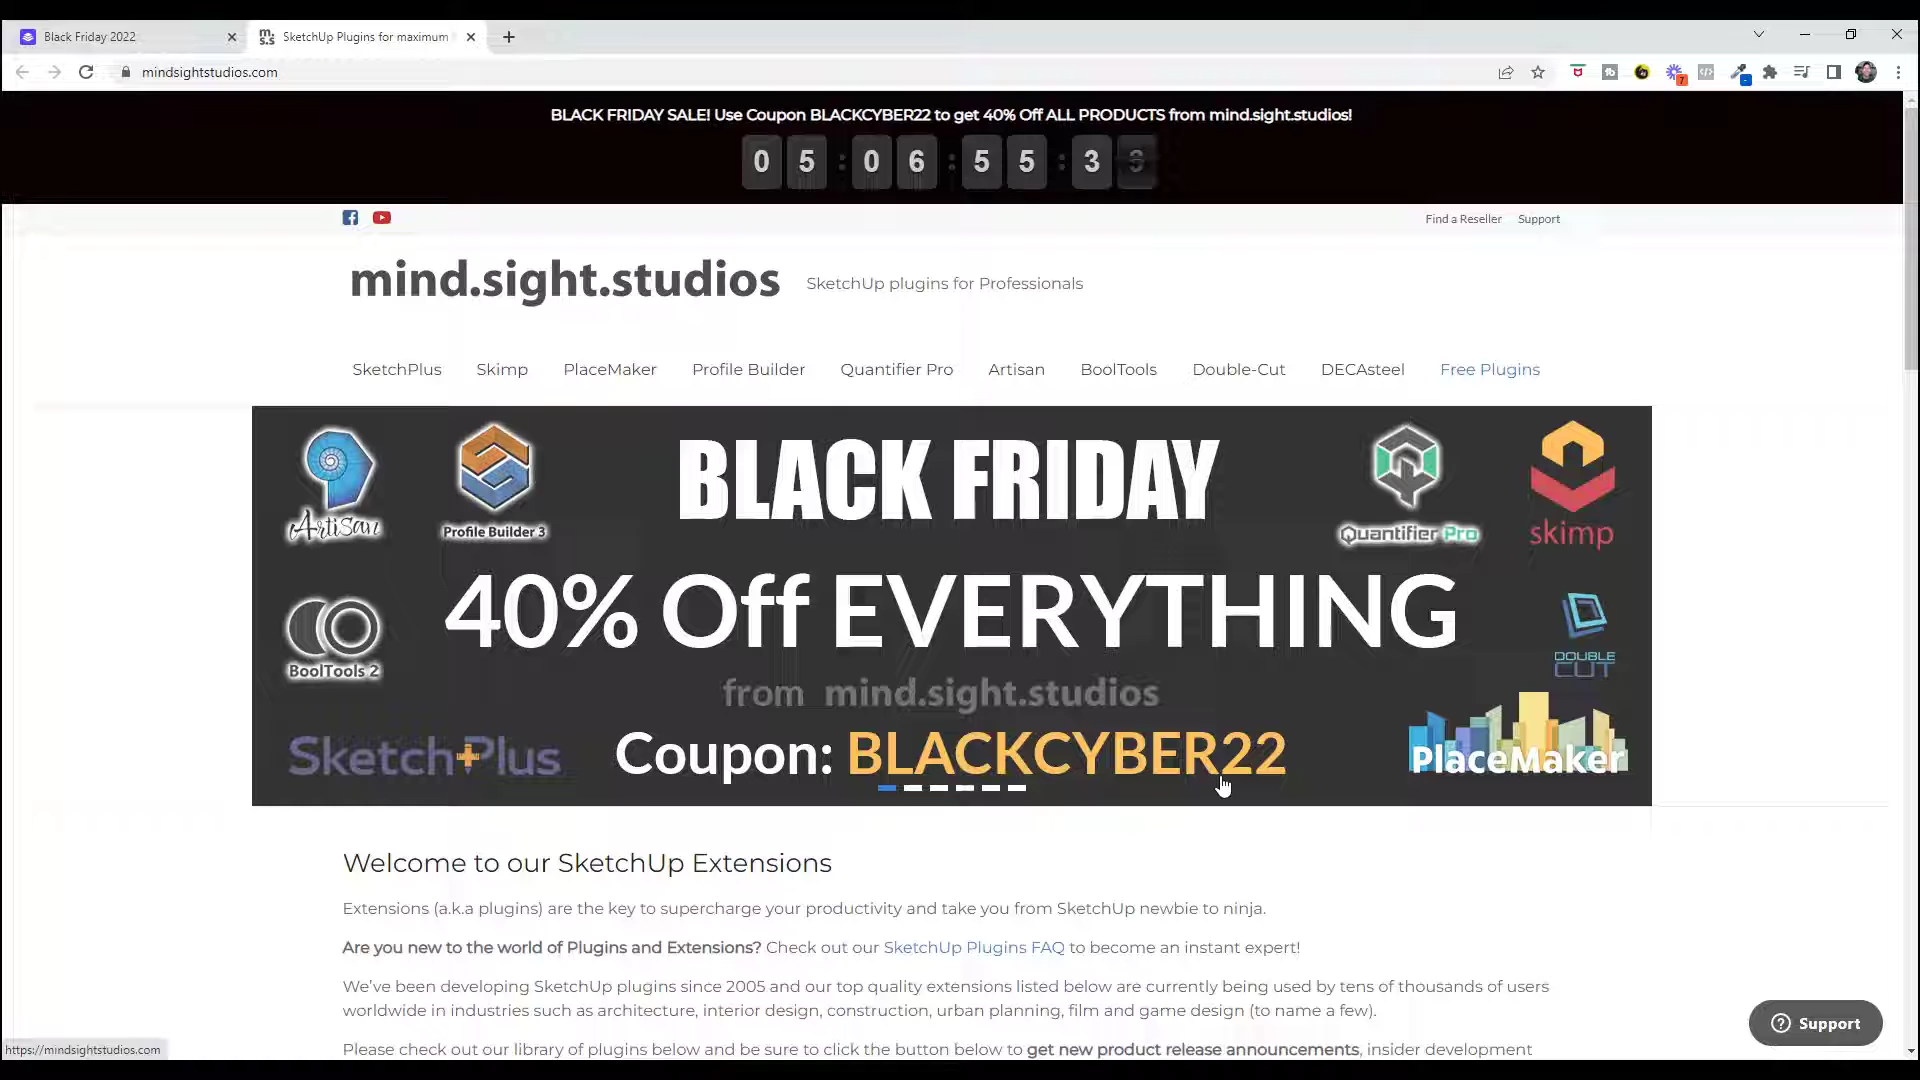 Black Friday 2022
SketchUp Plugins for maximum
mindsightstudios.com
BLACK FRIDAY SALE! Use Coupon BLACKCYBER22 to get 40% Off ALL PRODUCTS from mind.sight.studios!
0 5 : 0 6 : 5 5 : 3
Find a Reseller Support
mind.sight.studios SketchUp plugins for Professionals
SketchPlus Skimp PlaceMaker Profile Builder Quantifier Pro Artisan BoolTools Double-Cut DECAsteel Free Plugins
BLACK FRIDAY
Artisan
Profile Builder 3
Quantifier Pro
skimp
40% Off EVERYTHING
BoolTools 2
DOUBLE
CUT
from mind.sight.studios
SketchPlus
Coupon: BLACKCYBER22
PlaceMaker
Welcome to our SketchUp Extensions
Extensions (a.k.a plugins) are the key to supercharge your productivity and take you from SketchUp newbie to ninja.
Are you new to the world of Plugins and Extensions? Check out our SketchUp Plugins FAQ to become an instant expert!
We've been developing SketchUp plugins since 2005 and our top quality extensions listed below are currently being used by tens of thousands of users
worldwide in industries such as architecture, interior design, construction, urban planning, film and game design (to name a few).
Please check out our library of plugins below and be sure to click the button below to get new product release announcements, insider development
Support
https://mindsightstudios.com